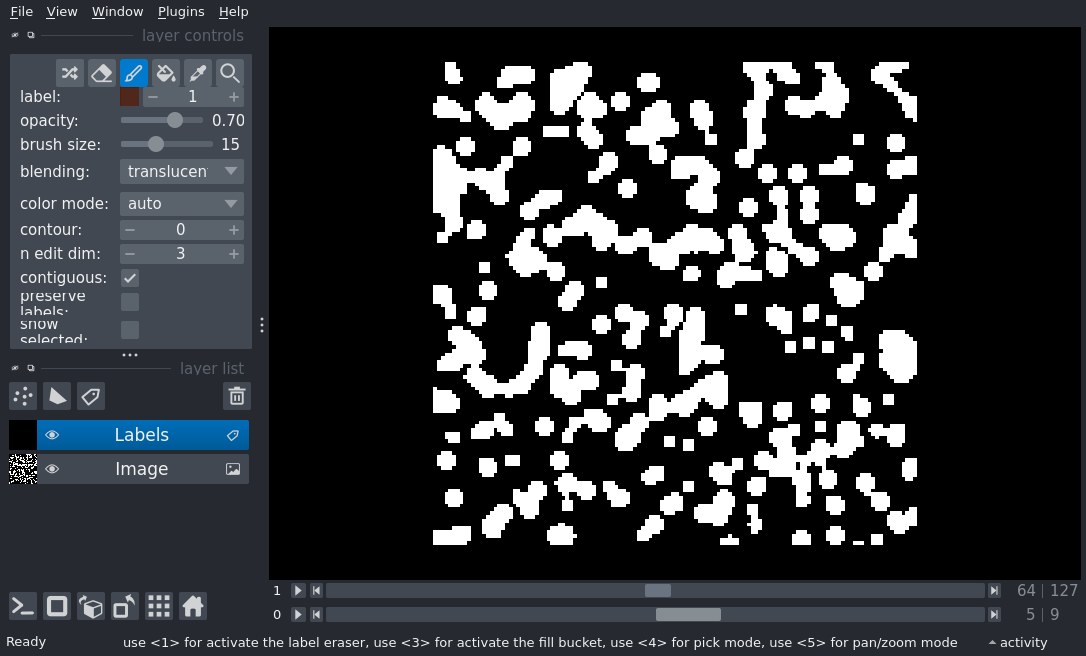 File View Window Plugins Help
layer controls
label: 1
opacity: 0.70
brush size: 15
blending: translucen
color mode: auto
contour: 0
n edit dim: 3
contiguous:
preserve
labels:
show
selected:
layer list
Labels
Image
1 64 | 127
0 5 | 9
Ready use <1> for activate the label eraser, use <3> for activate the fill bucket, use <4> for pick mode, use <5> for pan/zoom mode activity